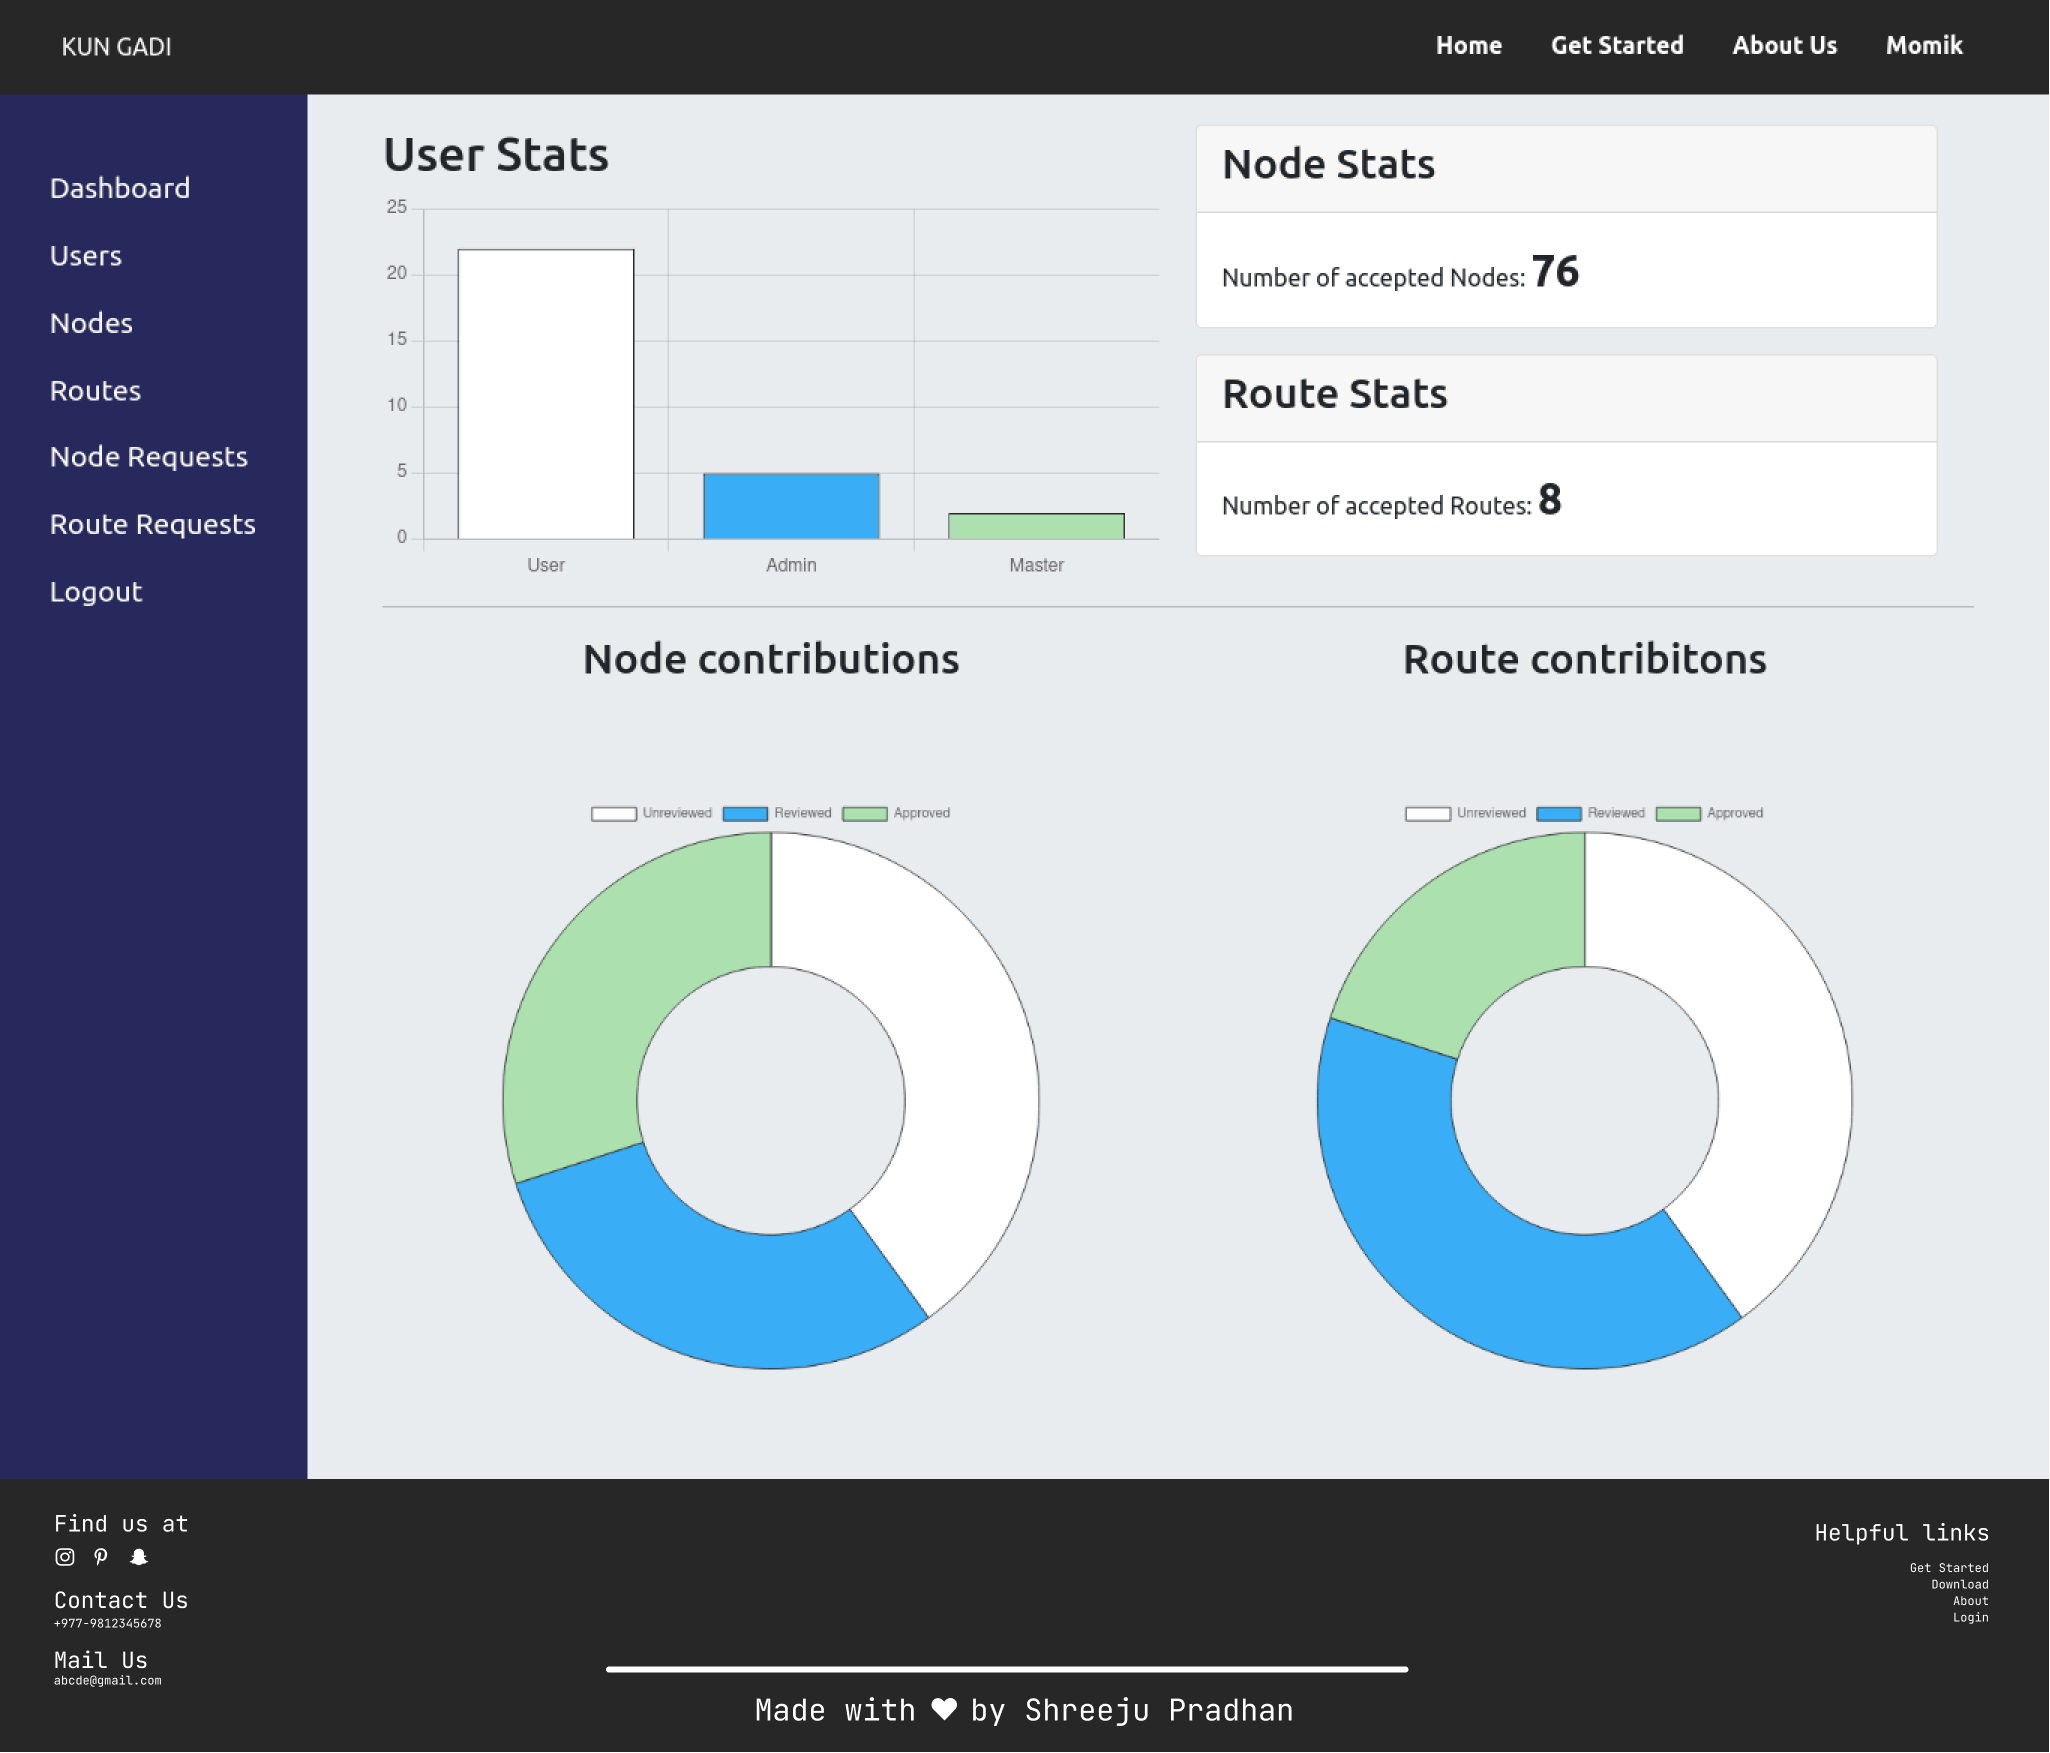 KUN GADI
Home
Get Started
About Us
Momik
Dashboard
Users
Nodes
Routes
Node Requests
Route Requests
Logout
User Stats
25
20
15
10
5
0
User
Admin
Master
Node Stats
Number of accepted Nodes: 76
Route Stats
Number of accepted Routes: 8
Node contributions
Unreviewed
Reviewed
Approved
Route contribitons
Unreviewed
Reviewed
Approved
Find us at
Contact Us
+977-9812345678
Mail Us
abcde@gmail.com
Helpful links
Get Started
Download
About
Login
Made with ♥ by Shreeju Pradhan